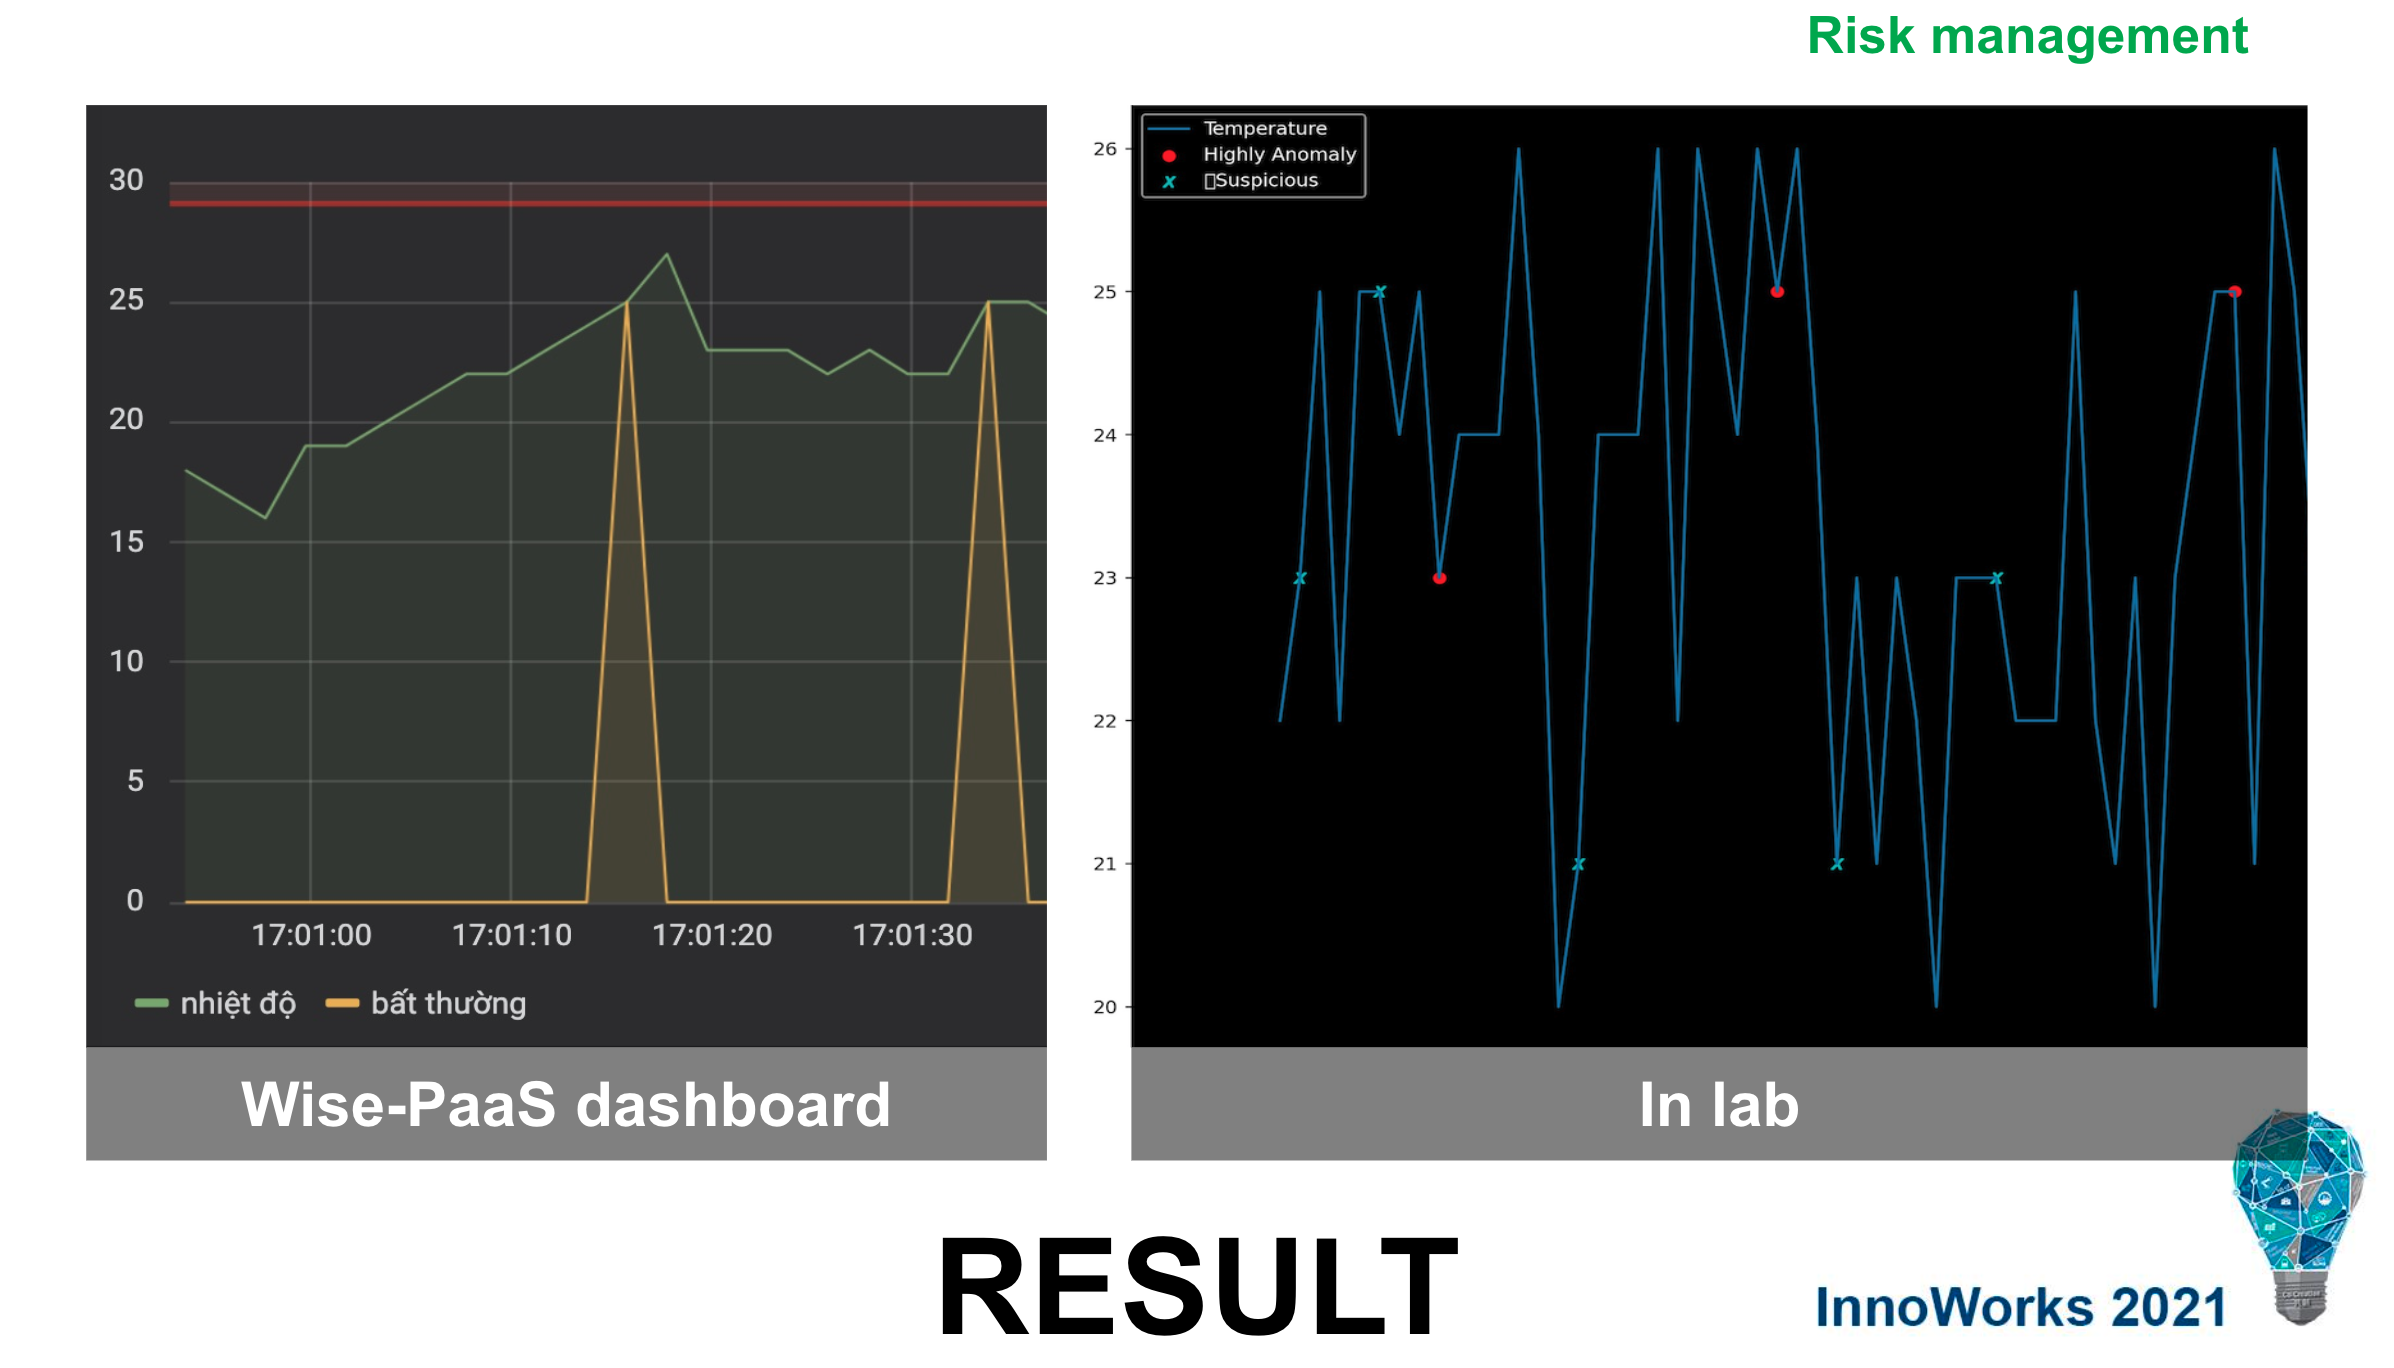 Risk management
30
25
20
15
10
5
0
17:01:00 17:01:10 17:01:20 17:01:30
nhiệt độ bất thường
Wise-PaaS dashboard
Temperature
Highly Anomaly
Suspicious
26
25
24
23
22
21
20
In lab
RESULT
InnoWorks 2021